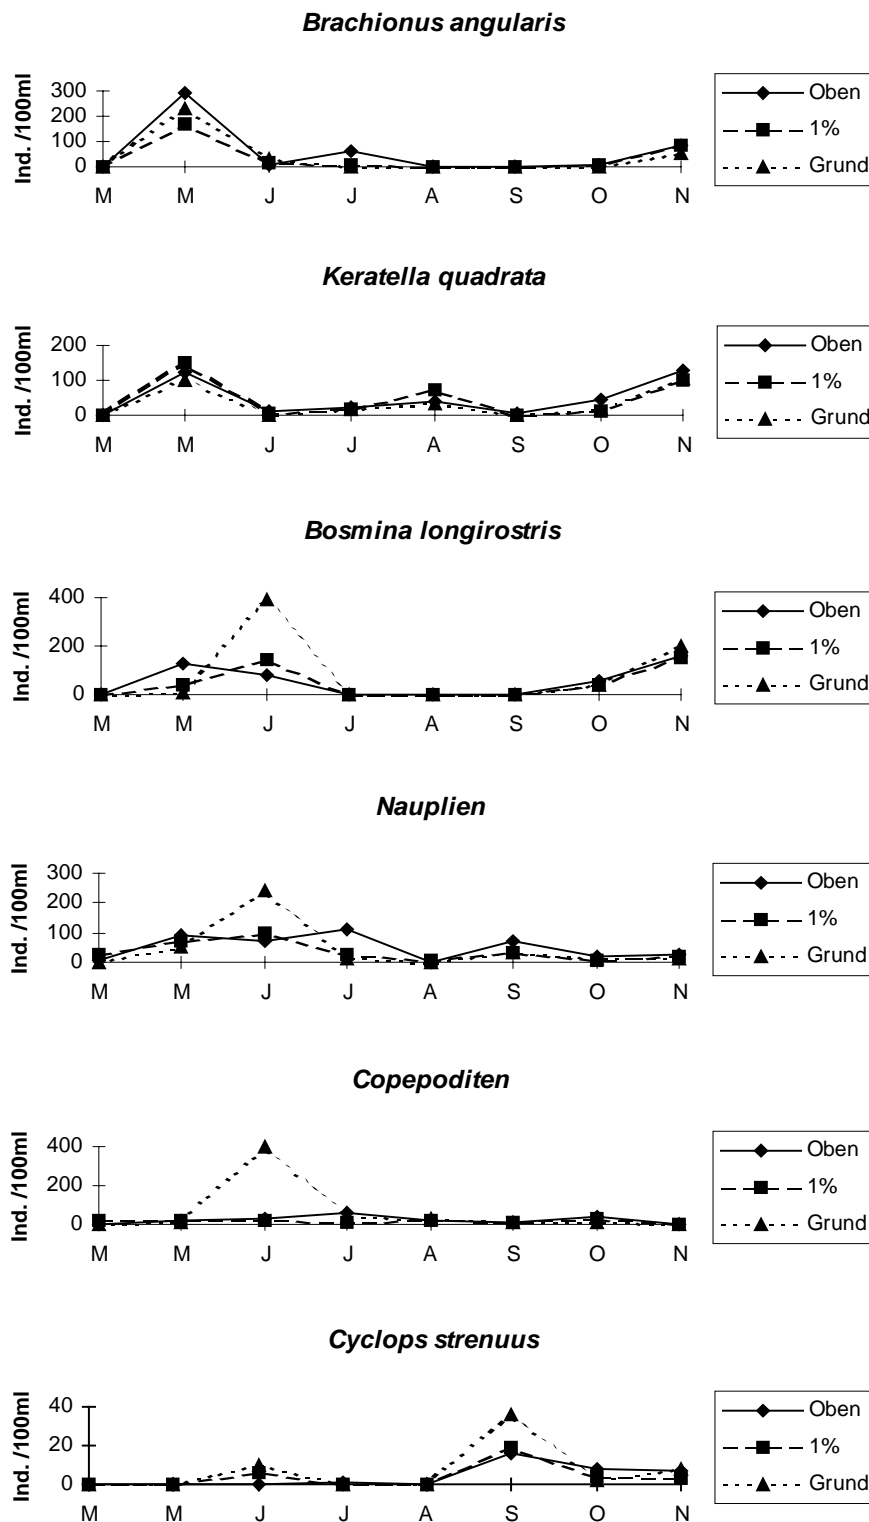 Brachionus angularis
Ind. /100ml
300
200
100
0
M M J J A S O N
Oben
1%
Grund
Keratella quadrata
Ind. /100ml
200
100
0
M M J J A S O N
Oben
1%
Grund
Bosmina longirostris
Ind. /100ml
400
200
0
M M J J A S O N
Oben
1%
Grund
Nauplien
Ind. /100ml
300
200
100
0
M M J J A S O N
Oben
1%
Grund
Copepoditen
Ind. /100ml
400
200
0
M M J J A S O N
Oben
1%
Grund
Cyclops strenuus
Ind. /100ml
40
20
0
M M J J A S O N
Oben
1%
Grund